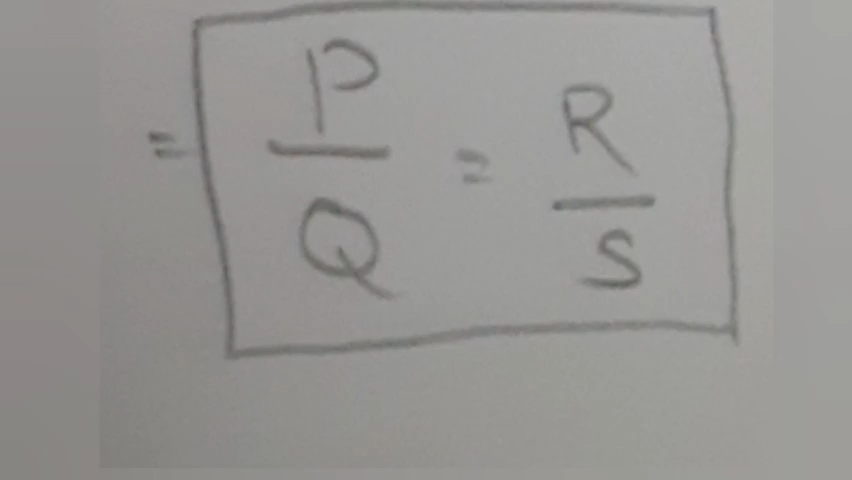 = P/Q = R/S